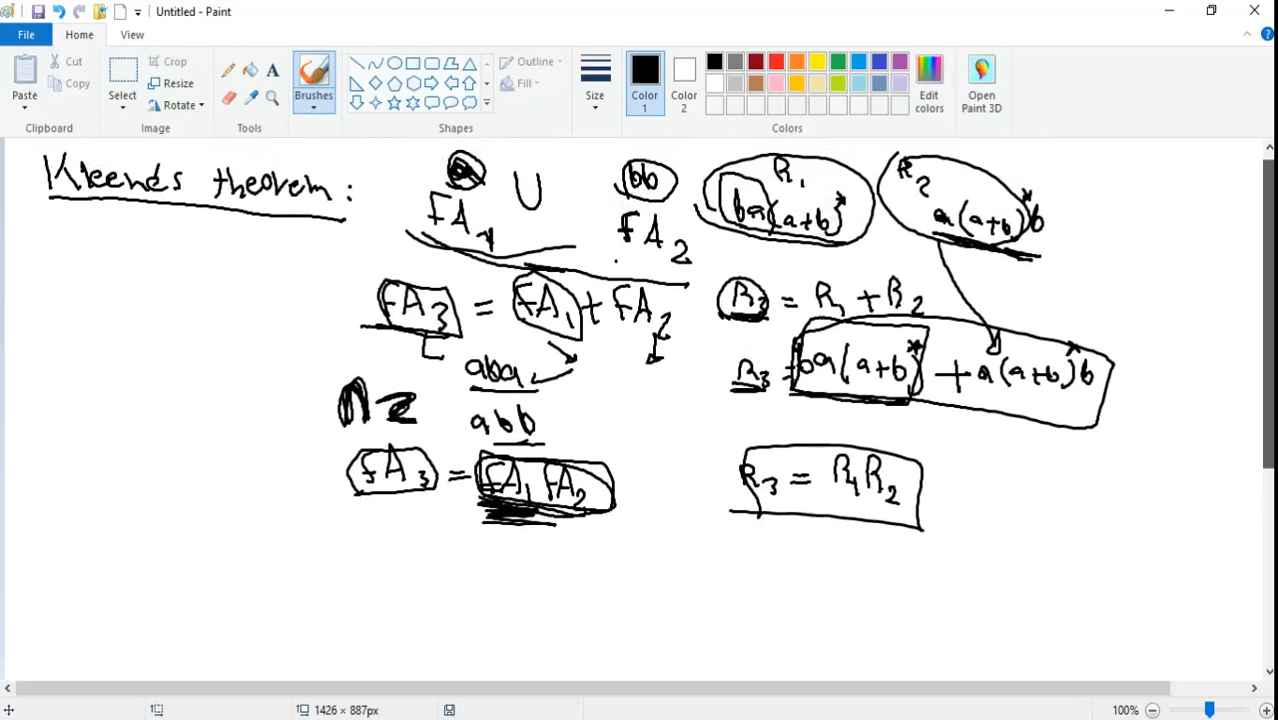 Untitled - Paint
File Home View
Paste
Cut
Copy
Clipboard
Select
Crop
Resize
Rotate
Image
Tools
Brushes
Shapes
Outline
Fill
Size
Color 1
Color 2
Edit colors
Open Paint 3D
Colors
Kleene's theorem:
FA1 U FA2
bb
R1
ba(a+b)*
R2
a(a+b)*b
FA3 = FA1 + FA2
R3 = R1 + R2
aba
R3 = ba(a+b)* + a(a+b)*b
abb
FA3 = FA1 FA2
R3 = R1R2
1426 × 887px
100%